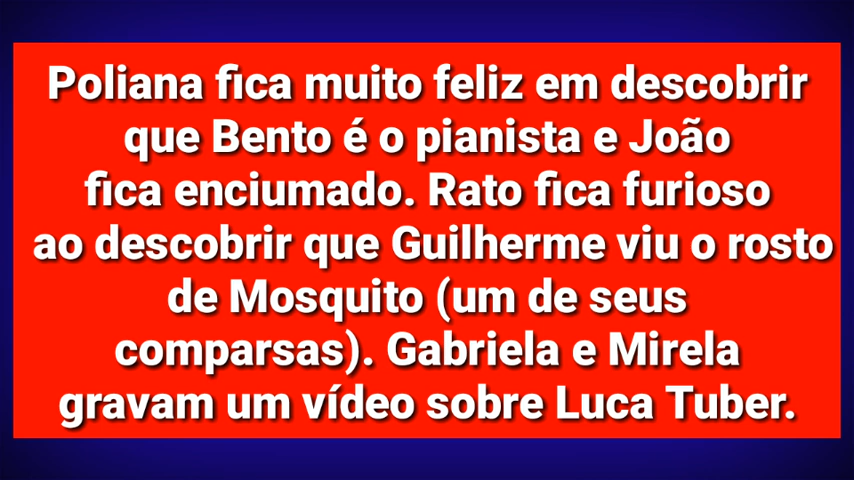 Poliana fica muito feliz em descobrir
que Bento é o pianista e João
fica enciumado. Rato fica furioso
ao descobrir que Guilherme viu o rosto
de Mosquito (um de seus
comparsas). Gabriela e Mirela
gravam um vídeo sobre Luca Tuber.